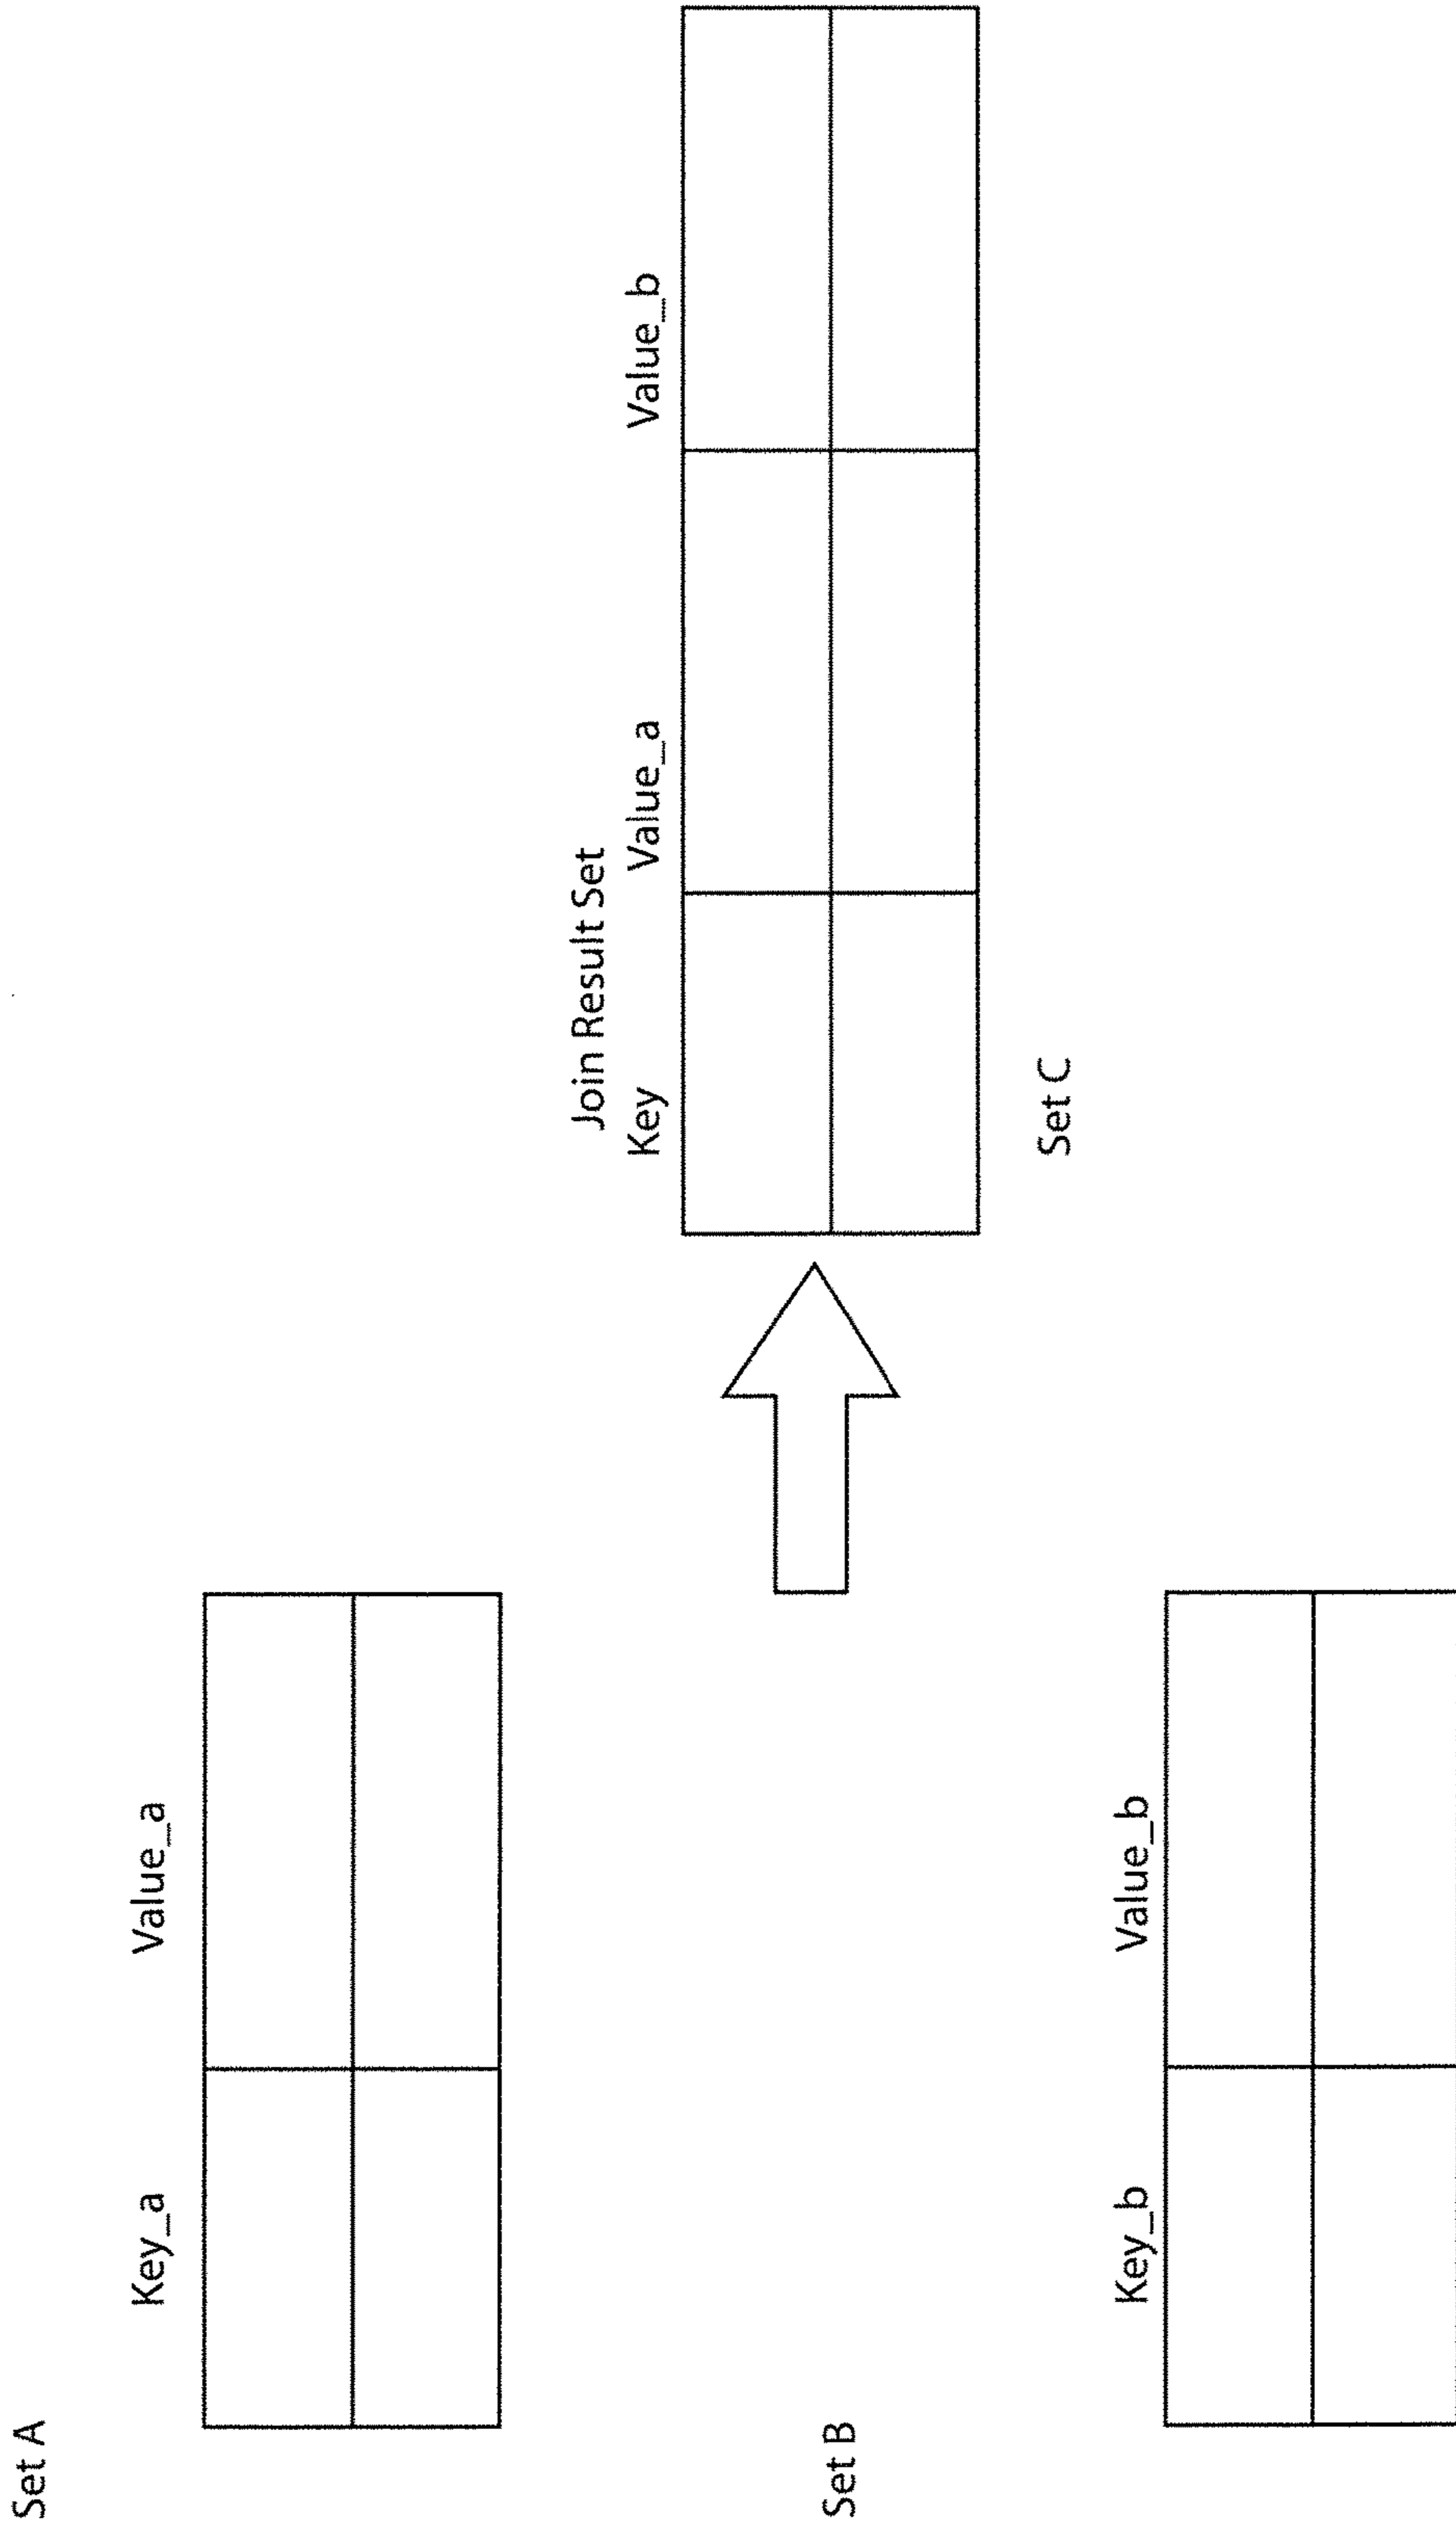 Set A
Key_a Value_a
Join Result Set
Key Value_a Value_b
Set B
Set C
Key_b Value_b